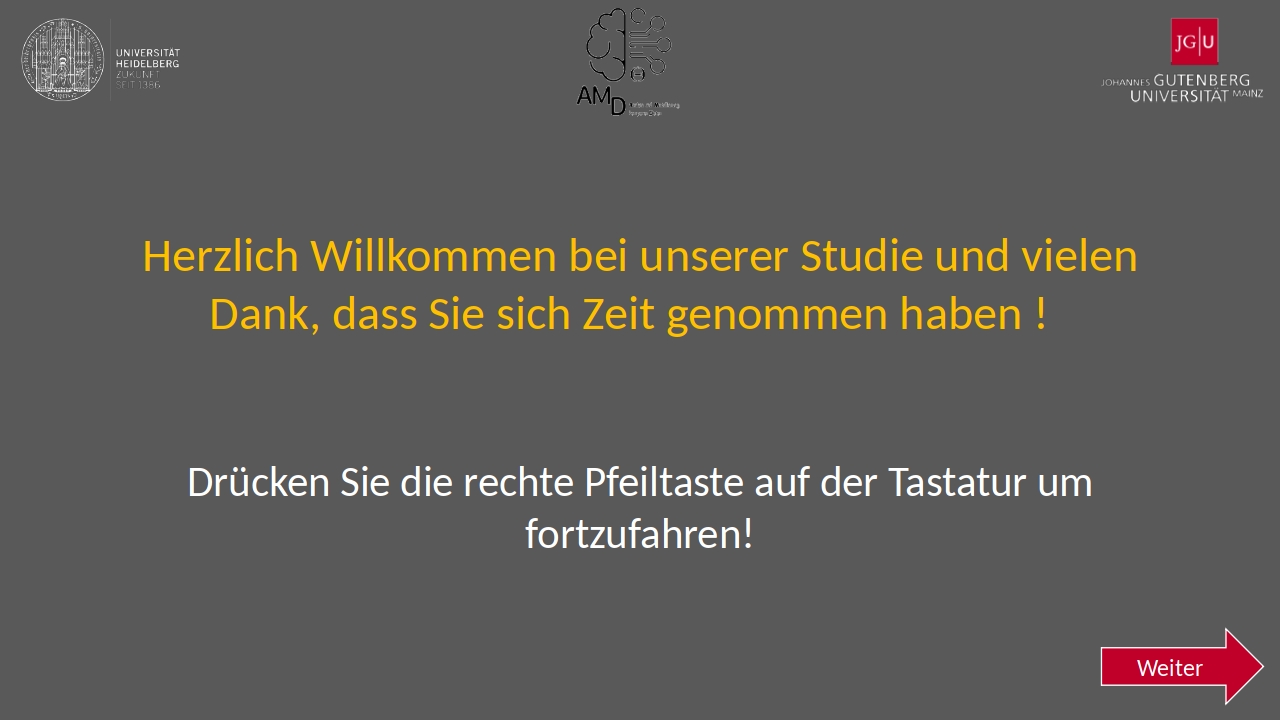 UNIVERSITÄT
HEIDELBERG
ZUKUNFT
SEIT 1386
AMD
JG|U
JOHANNES GUTENBERG
UNIVERSITÄT MAINZ
Herzlich Willkommen bei unserer Studie und vielen
Dank, dass Sie sich Zeit genommen haben !
Drücken Sie die rechte Pfeiltaste auf der Tastatur um
fortzufahren!
Weiter